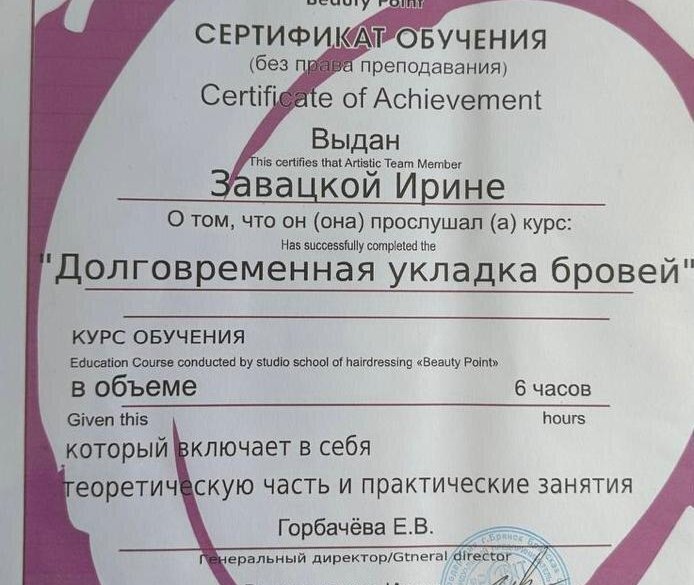 Beauty Point
СЕРТИФИКАТ ОБУЧЕНИЯ
(без права преподавания)
Certificate of Achievement
Выдан
This certifies that Artistic Team Member
Завацкой Ирине
О том, что он (она) прослушал (а) курс:
Has successfully completed the
"Долговременная укладка бровей"
КУРС ОБУЧЕНИЯ
Education Course conducted by studio school of hairdressing «Beauty Point»
в объеме 6 часов
Given this hours
который включает в себя
теоретическую часть и практические занятия
Горбачёва Е.В.
Генеральный директор/Gtneral director